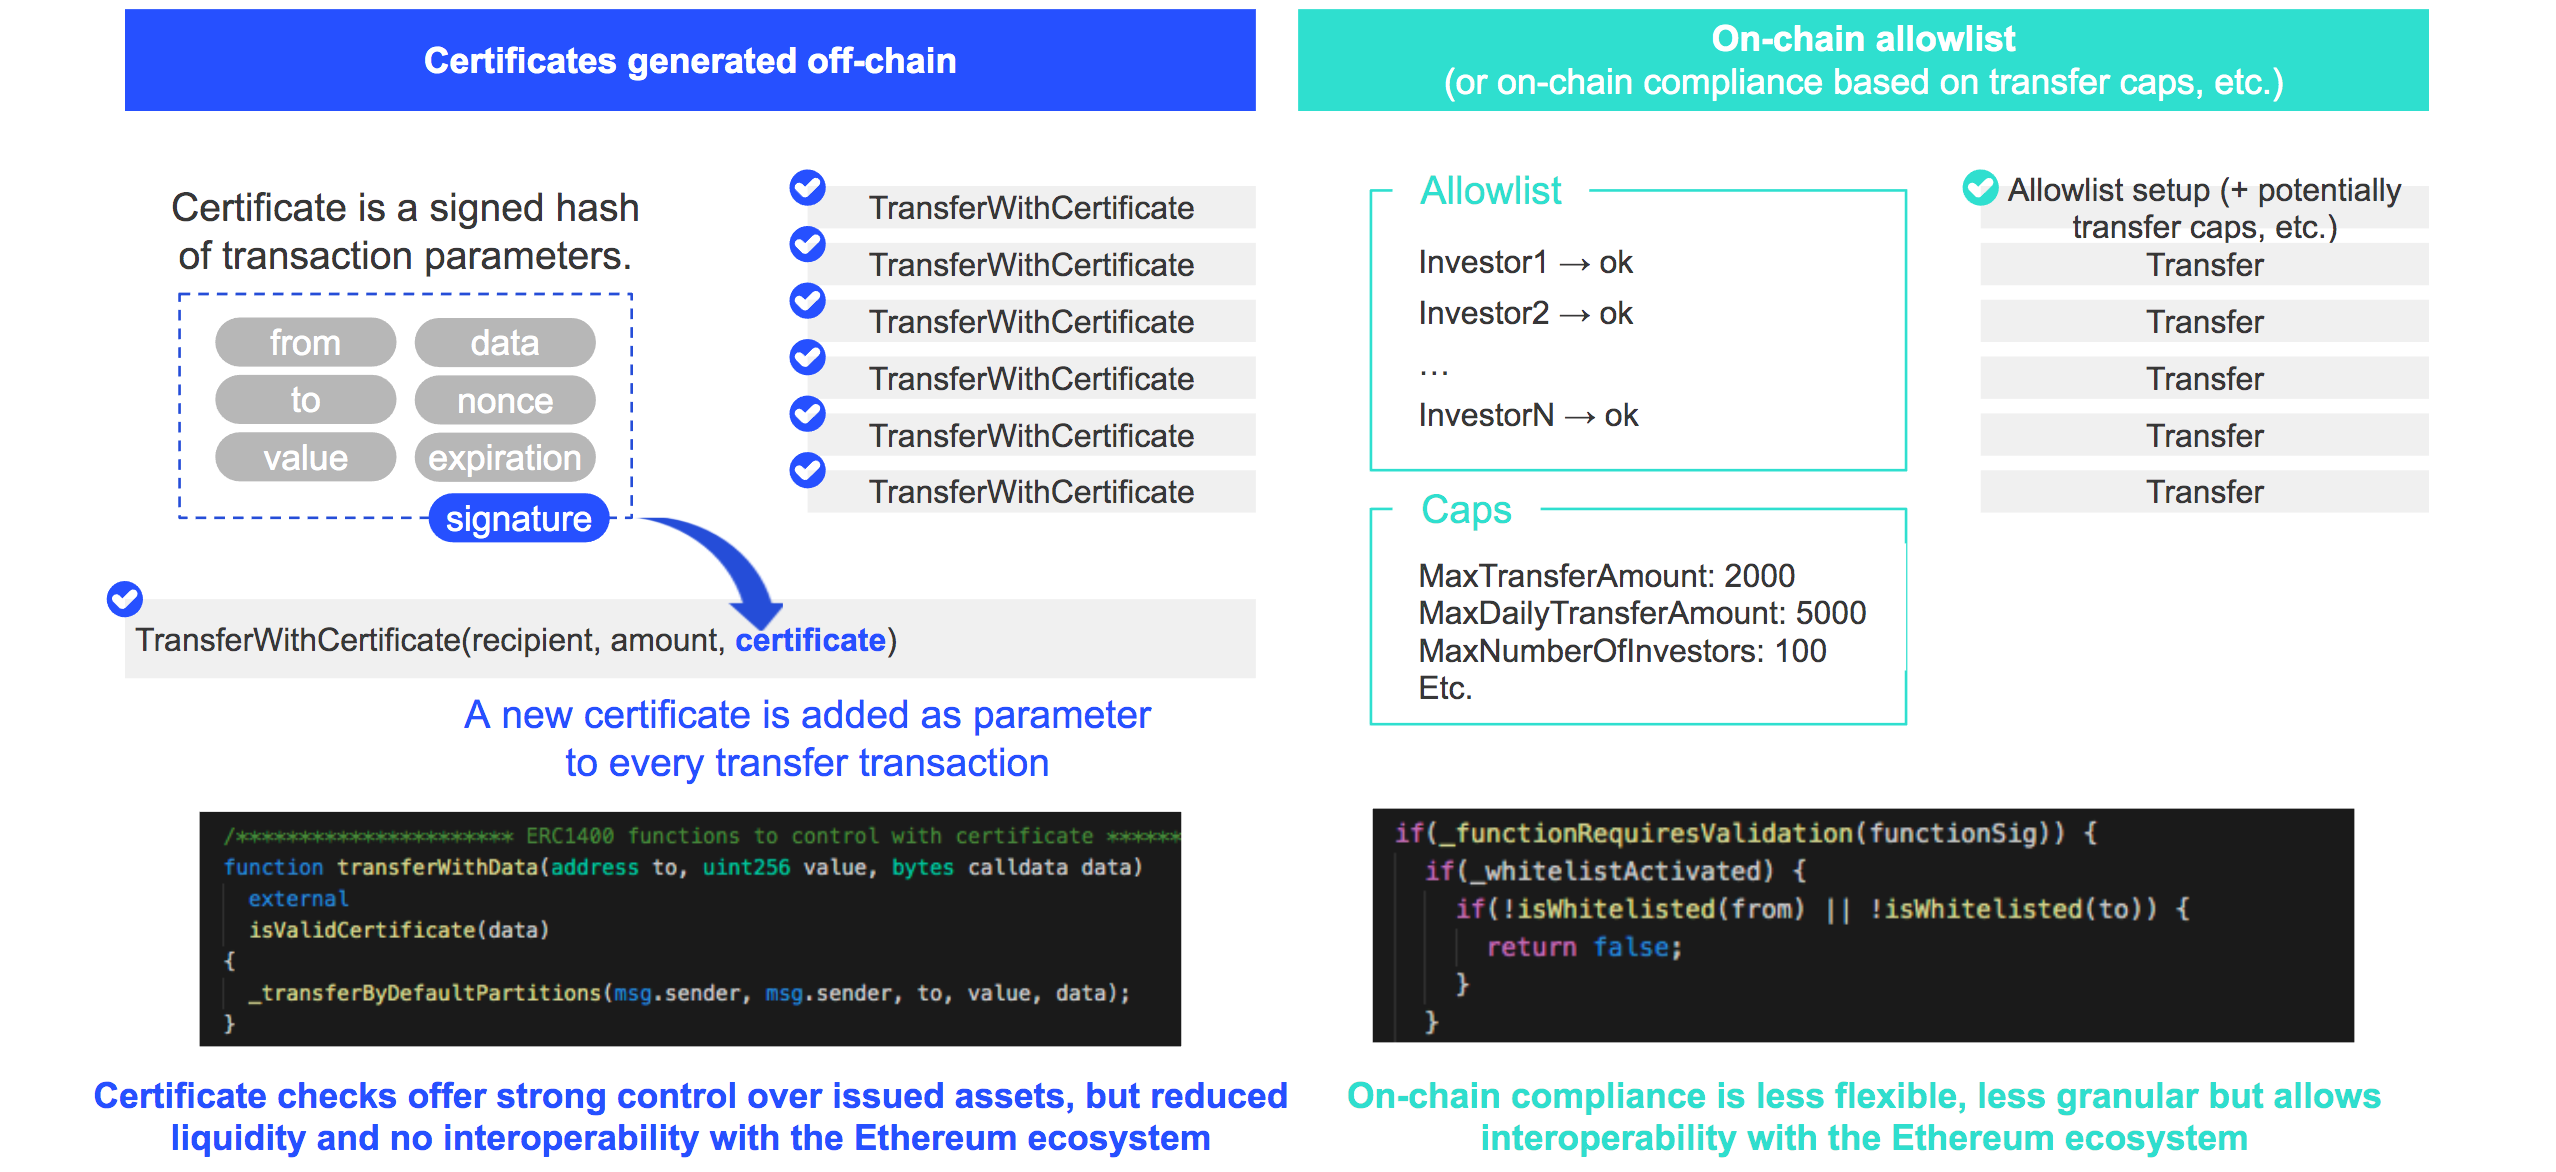 Certificates generated off-chain
Certificate is a signed hash
of transaction parameters.
from
data
to
nonce
value
expiration
signature
TransferWithCertificate
TransferWithCertificate
TransferWithCertificate
TransferWithCertificate
TransferWithCertificate
TransferWithCertificate
TransferWithCertificate(recipient, amount, certificate)
A new certificate is added as parameter
to every transfer transaction
/********************** ERC1400 functions to control with certificate ******
function transferWithData(address to, uint256 value, bytes calldata data)
external
isValidCertificate(data)
{
_transferByDefaultPartitions(msg.sender, msg.sender, to, value, data);
}
Certificate checks offer strong control over issued assets, but reduced
liquidity and no interoperability with the Ethereum ecosystem
On-chain allowlist
(or on-chain compliance based on transfer caps, etc.)
Allowlist
Investor1 → ok
Investor2 → ok
…
InvestorN → ok
Caps
MaxTransferAmount: 2000
MaxDailyTransferAmount: 5000
MaxNumberOfInvestors: 100
Etc.
Allowlist setup (+ potentially
transfer caps, etc.)
Transfer
Transfer
Transfer
Transfer
Transfer
if(_functionRequiresValidation(functionSig)) {
if(_whitelistActivated) {
if(!isWhitelisted(from) || !isWhitelisted(to)) {
return false;
}
}
On-chain compliance is less flexible, less granular but allows
interoperability with the Ethereum ecosystem